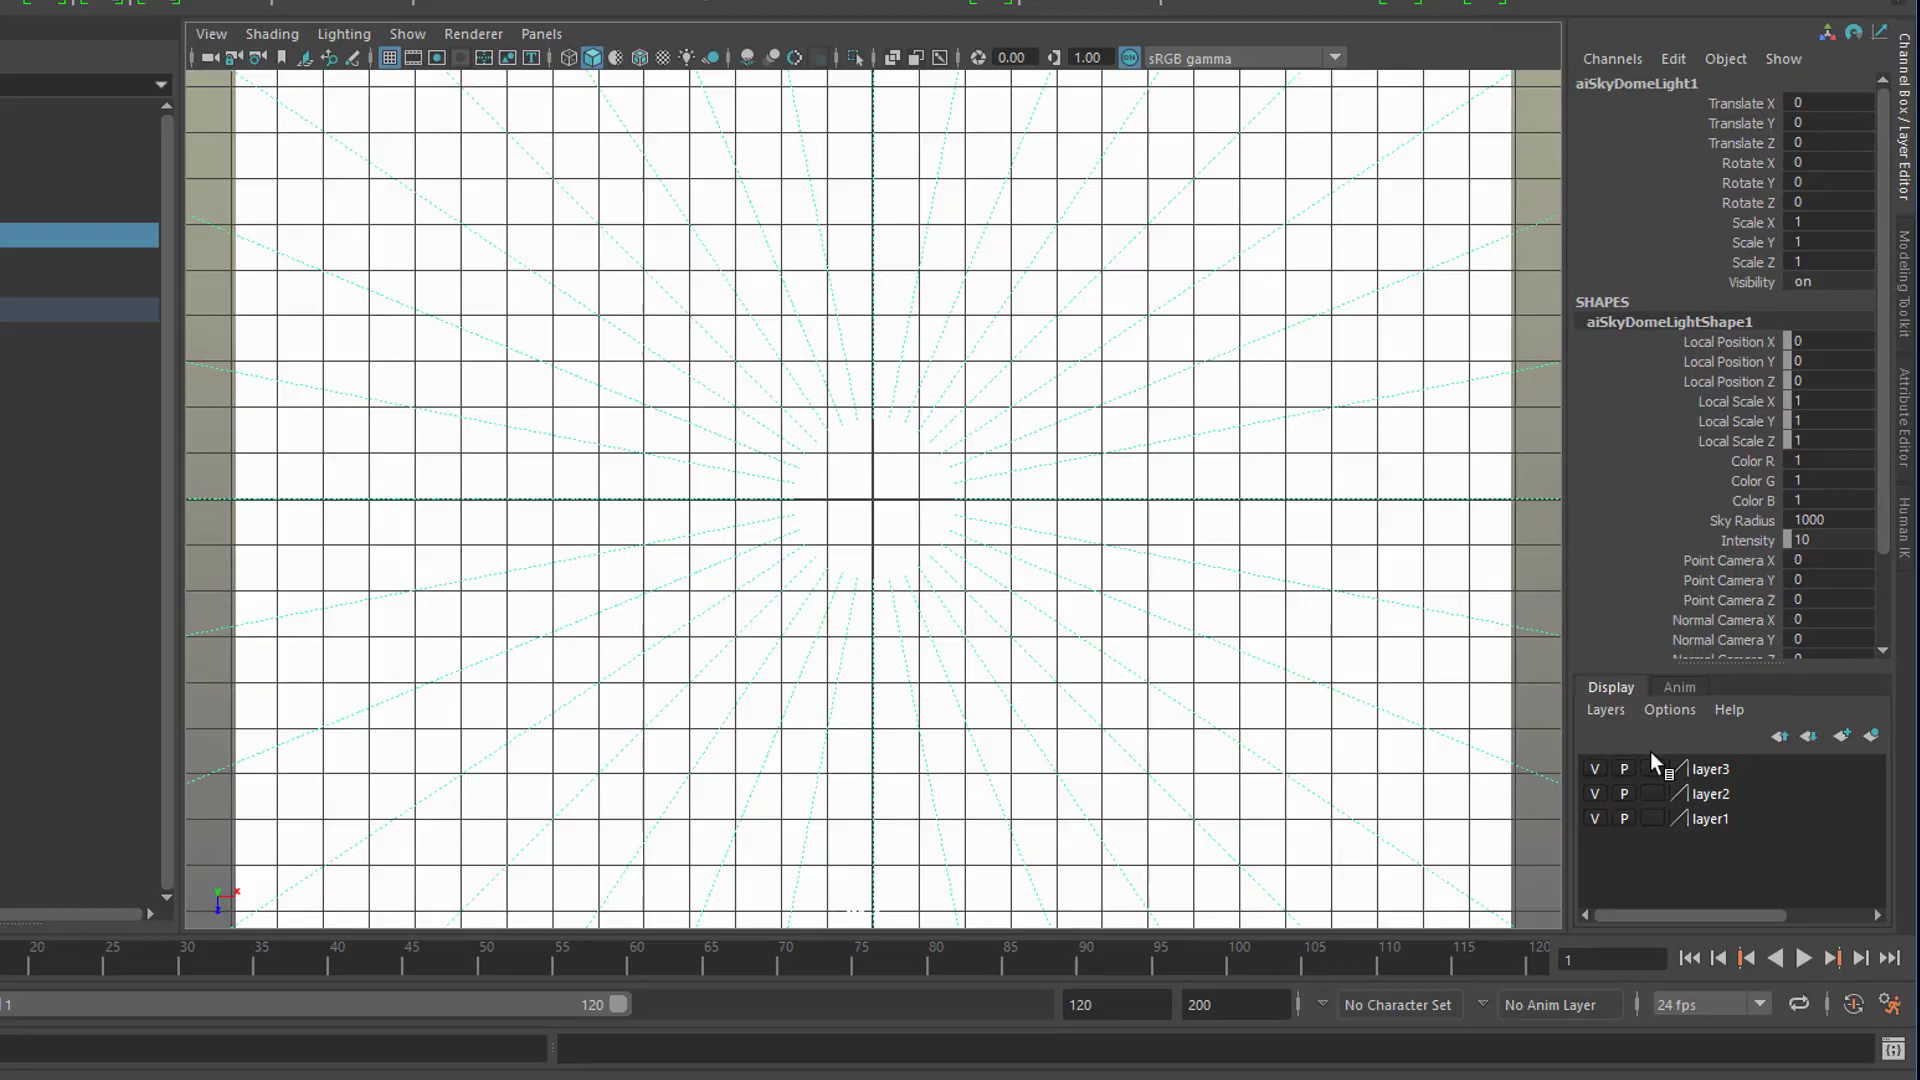 View Shading Lighting Show Renderer Panels
0.00 1.00 ON sRGB gamma
Channels Edit Object Show
aiSkyDomeLight1
Translate X 0
Translate Y 0
Translate Z 0
Rotate X 0
Rotate Y 0
Rotate Z 0
Scale X 1
Scale Y 1
Scale Z 1
Visibility on
SHAPES
aiSkyDomeLightShape1
Local Position X 0
Local Position Y 0
Local Position Z 0
Local Scale X 1
Local Scale Y 1
Local Scale Z 1
Color R 1
Color G 1
Color B 1
Sky Radius 1000
Intensity 10
Point Camera X 0
Point Camera Y 0
Point Camera Z 0
Normal Camera X 0
Normal Camera Y 0
Normal Camera Z 0
Channel Box / Layer Editor
Modeling Toolkit
Attribute Editor
Human IK
Display Anim
Layers Options Help
V P layer3
V P layer2
V P layer1
y x z
20 25 30 35 40 45 50 55 60 65 70 75 80 85 90 95 100 105 110 115 120
1
1 120 120 200 No Character Set No Anim Layer 24 fps